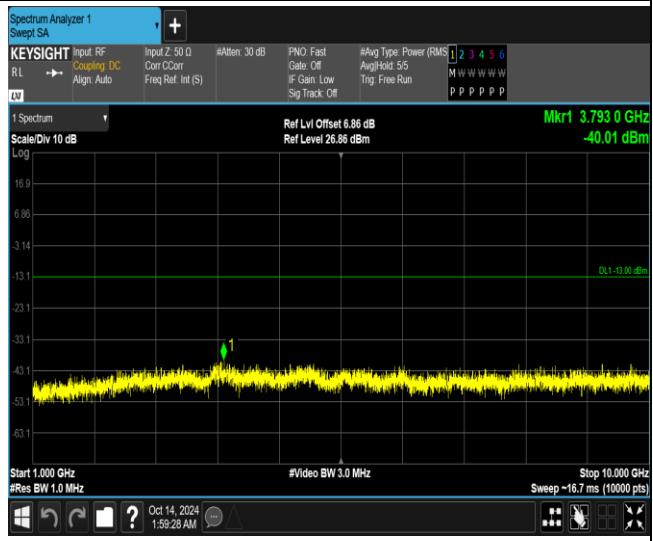 Spectrum Analyzer 1
Swept SA
+
KEYSIGHT
RL
LXI
Input: RF
Coupling: DC
Align: Auto
Input Z: 50 Ω
Corr CCorr
Freq Ref: Int (S)
#Atten: 30 dB
PNO: Fast
Gate: Off
IF Gain: Low
Sig Track: Off
#Avg Type: Power (RMS
Avg|Hold: 5/5
Trig: Free Run
1 2 3 4 5 6
M W W W W W
P P P P P P
1 Spectrum
Scale/Div 10 dB
Ref Lvl Offset 6.86 dB
Ref Level 26.86 dBm
Mkr1 3.793 0 GHz
-40.01 dBm
Log
16.9
6.86
-3.14
-13.1
DL1 -13.00 dBm
-23.1
-33.1
1
-43.1
-53.1
-63.1
Start 1.000 GHz
#Video BW 3.0 MHz
Stop 10.000 GHz
#Res BW 1.0 MHz
Sweep ~16.7 ms (10000 pts)
?
Oct 14, 2024
1:59:28 AM